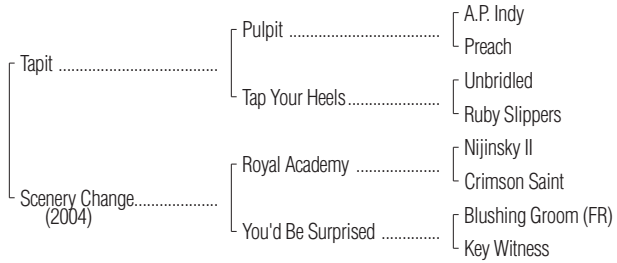 A.P. Indy
Pulpit ......................................
Preach
Tapit ........................................
Unbridled
Tap Your Heels.......................
Ruby Slippers
Nijinsky II
Royal Academy .....................
Crimson Saint
Scenery Change.....................
(2004)
Blushing Groom (FR)
You'd Be Surprised ...............
Key Witness